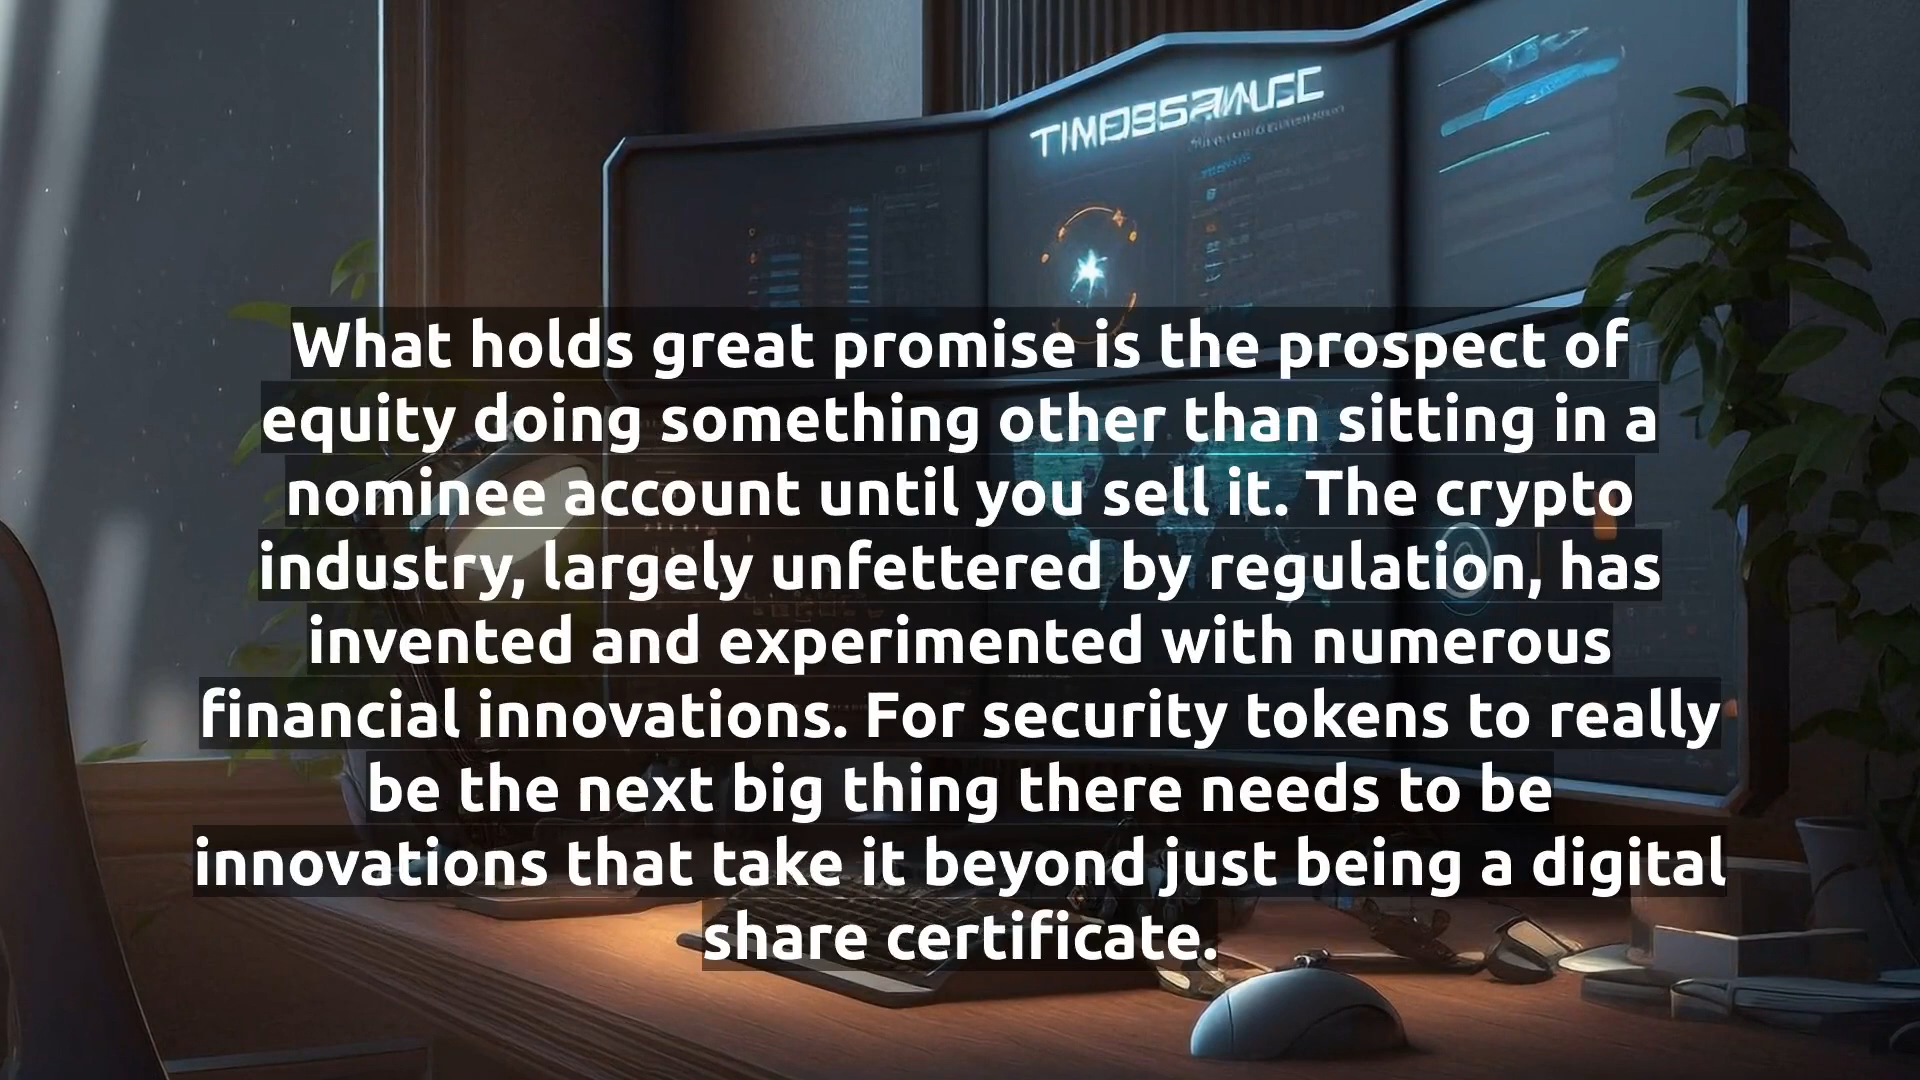 What holds great promise is the prospect of
equity doing something other than sitting in a
nominee account until you sell it. The crypto
industry, largely unfettered by regulation, has
invented and experimented with numerous
financial innovations. For security tokens to really
be the next big thing there needs to be
innovations that take it beyond just being a digital
share certificate.